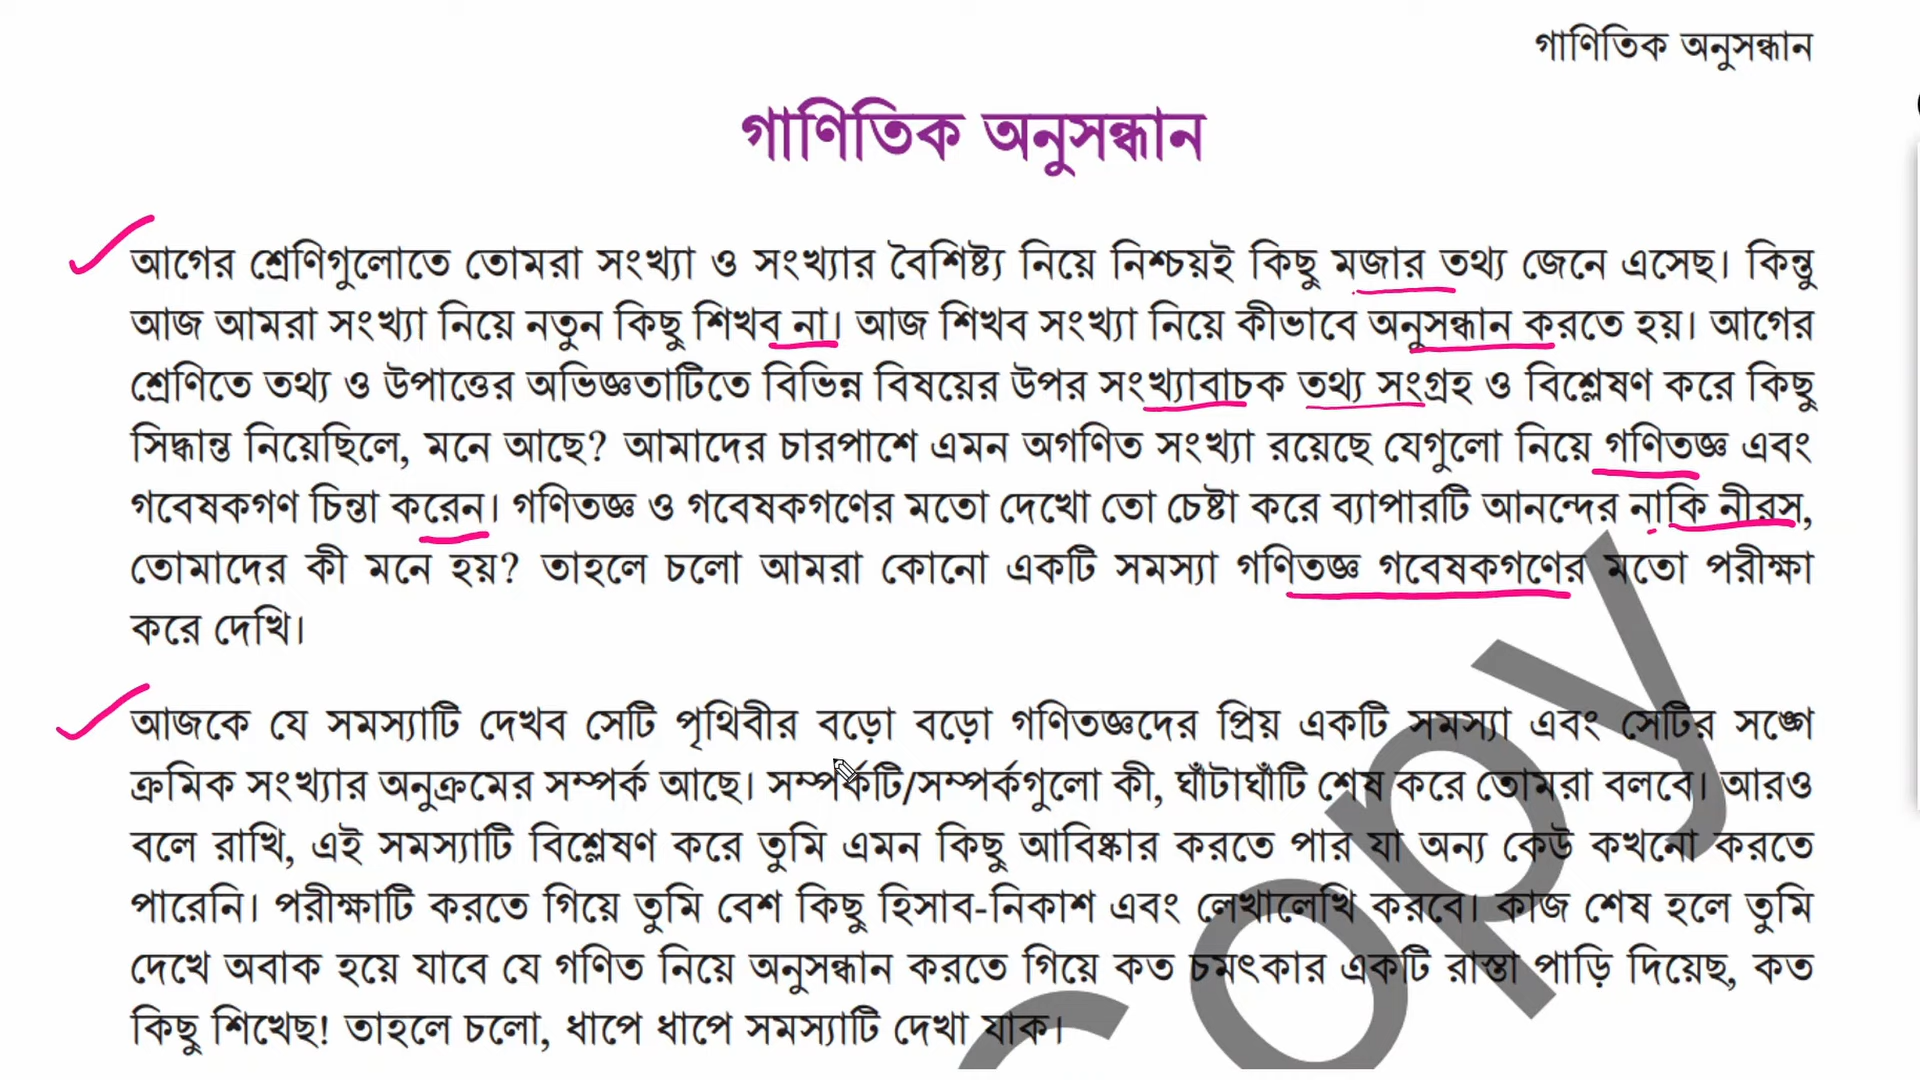 গাণিতিক অনুসন্ধান
গাণিতিক অনুসন্ধান
আগের শ্রেণিগুলোতে তোমরা সংখ্যা ও সংখ্যার বৈশিষ্ট্য নিয়ে নিশ্চয়ই কিছু মজার তথ্য জেনে এসেছ। কিন্তু
আজ আমরা সংখ্যা নিয়ে নতুন কিছু শিখব না। আজ শিখব সংখ্যা নিয়ে কীভাবে অনুসন্ধান করতে হয়। আগের
শ্রেণিতে তথ্য ও উপাত্তের অভিজ্ঞতাটিতে বিভিন্ন বিষয়ের উপর সংখ্যাবাচক তথ্য সংগ্রহ ও বিশ্লেষণ করে কিছু
সিদ্ধান্ত নিয়েছিলে, মনে আছে? আমাদের চারপাশে এমন অগণিত সংখ্যা রয়েছে যেগুলো নিয়ে গণিতজ্ঞ এবং
গবেষকগণ চিন্তা করেন। গণিতজ্ঞ ও গবেষকগণের মতো দেখো তো চেষ্টা করে ব্যাপারটি আনন্দের নাকি নীরস,
তোমাদের কী মনে হয়? তাহলে চলো আমরা কোনো একটি সমস্যা গণিতজ্ঞ গবেষকগণের মতো পরীক্ষা
করে দেখি।
আজকে যে সমস্যাটি দেখব সেটি পৃথিবীর বড়ো বড়ো গণিতজ্ঞদের প্রিয় একটি সমস্যা এবং সেটির সঙ্গে
ক্রমিক সংখ্যার অনুক্রমের সম্পর্ক আছে। সম্পর্কটি/সম্পর্কগুলো কী, ঘাঁটাঘাঁটি শেষ করে তোমরা বলবে। আরও
বলে রাখি, এই সমস্যাটি বিশ্লেষণ করে তুমি এমন কিছু আবিষ্কার করতে পার যা অন্য কেউ কখনো করতে
পারেনি। পরীক্ষাটি করতে গিয়ে তুমি বেশ কিছু হিসাব-নিকাশ এবং লেখালেখি করবে। কাজ শেষ হলে তুমি
দেখে অবাক হয়ে যাবে যে গণিত নিয়ে অনুসন্ধান করতে গিয়ে কত চমৎকার একটি রাস্তা পাড়ি দিয়েছ, কত
কিছু শিখেছ! তাহলে চলো, ধাপে ধাপে সমস্যাটি দেখা যাক।
copy